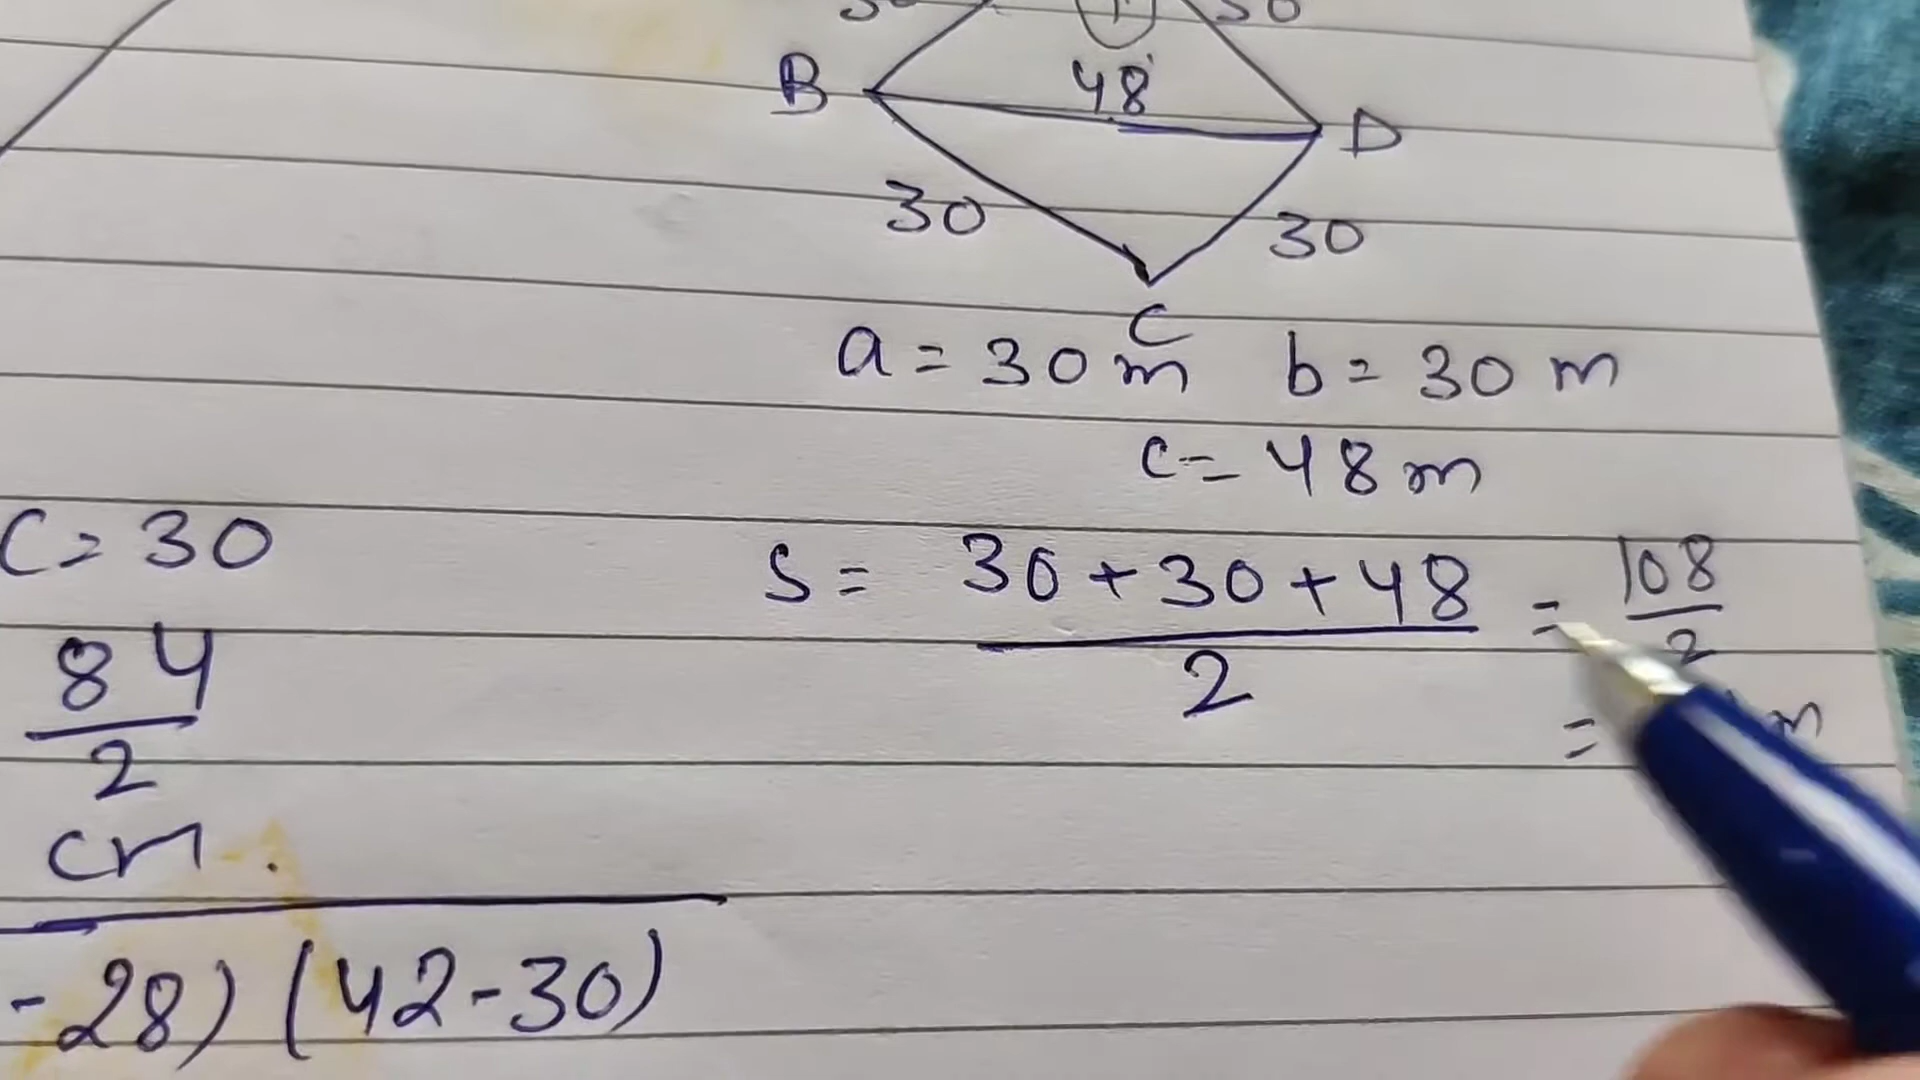 30
48
B
D
30 30
C
a = 30 m b = 30 m
c = 48 m
C = 30
S = 30 + 30 + 48 / 2 = 108 / 2
= m
84 / 2
cm .
- 28) (42 - 30)